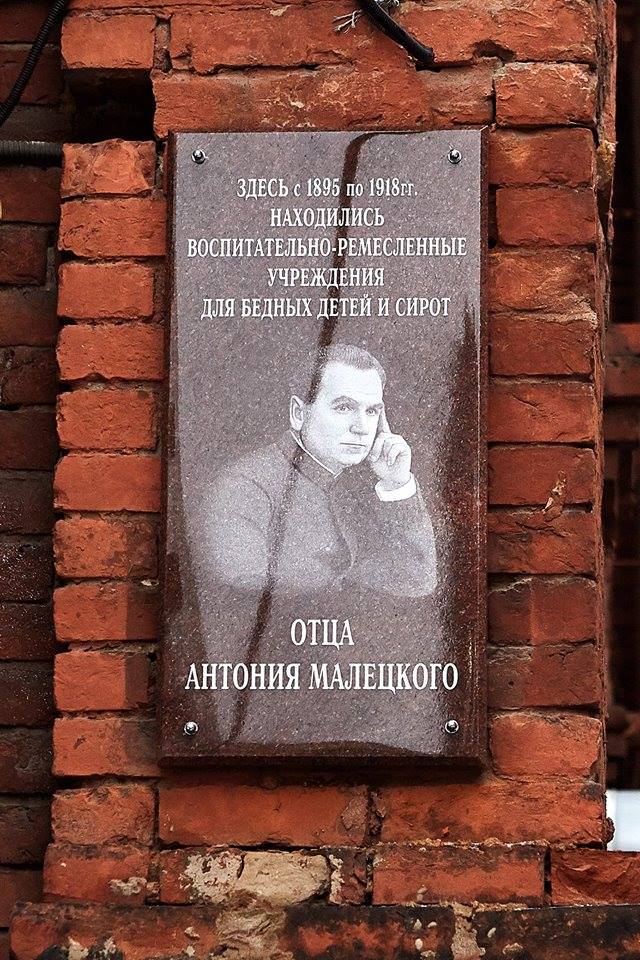 ЗДЕСЬ с 1895 по 1918гг.
НАХОДИЛИСЬ
ВОСПИТАТЕЛЬНО-РЕМЕСЛЕННЫЕ
УЧРЕЖДЕНИЯ
ДЛЯ БЕДНЫХ ДЕТЕЙ И СИРОТ
ОТЦА
АНТОНИЯ МАЛЕЦКОГО